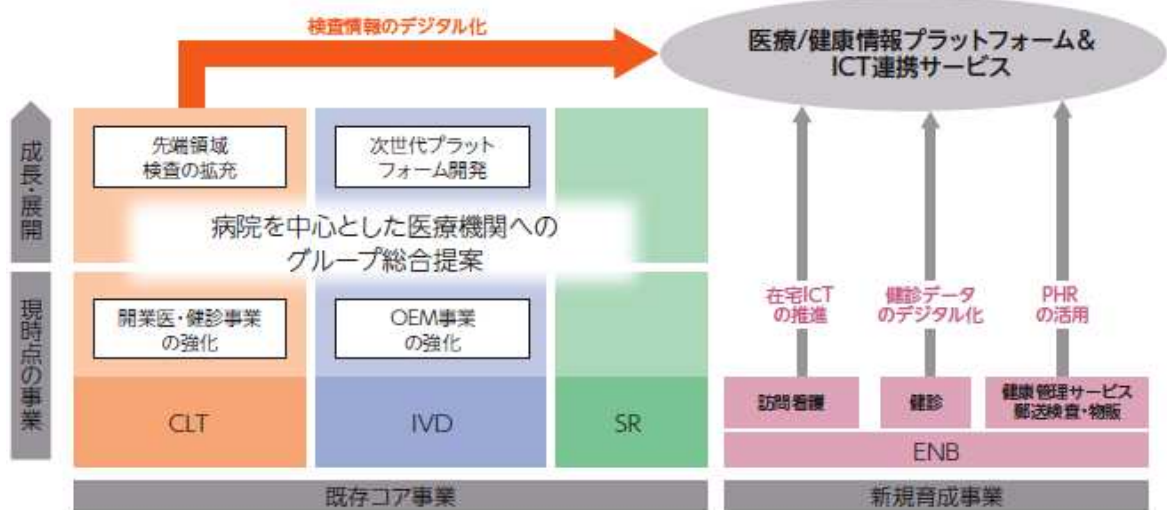 検査情報のデジタル化
医療/健康情報プラットフォーム&
ICT連携サービス
成長・展開
先端領域
検査の拡充
次世代プラット
フォーム開発
病院を中心とした医療機関への
グループ総合提案
現時点の事業
開業医・健診事業
の強化
OEM事業
の強化
在宅ICT
の推進
健診データ
のデジタル化
PHR
の活用
訪問看護
健診
健康管理サービス
郵送検査・物販
CLT
IVD
SR
ENB
既存コア事業
新規育成事業